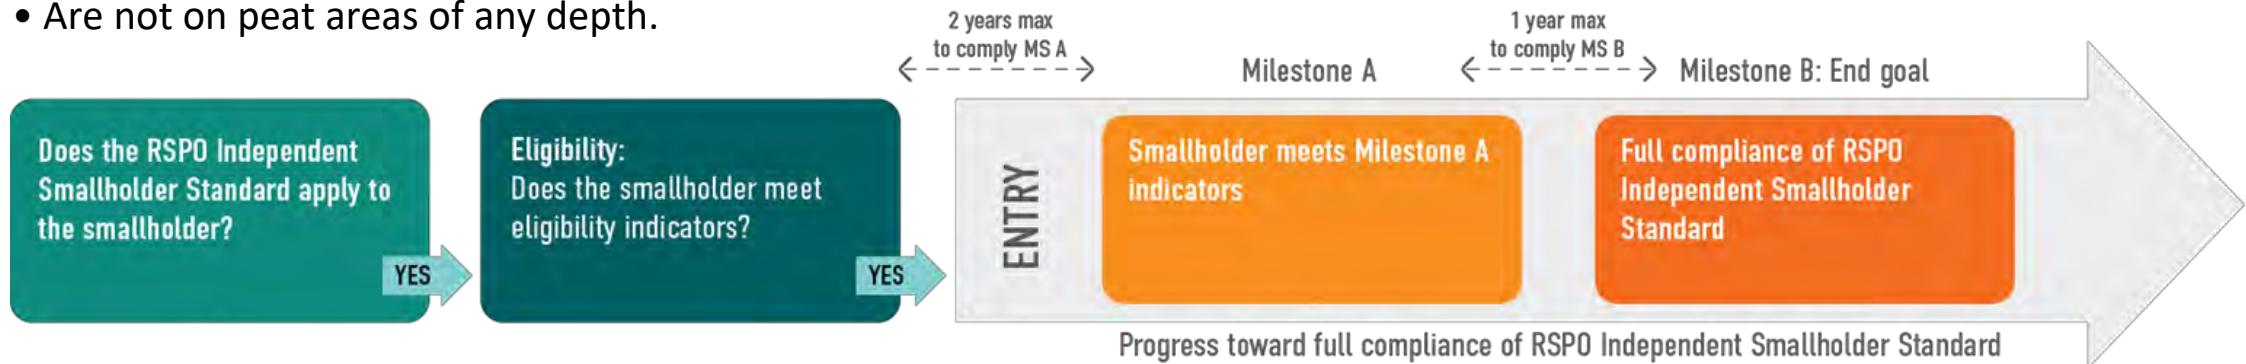 • Are not on peat areas of any depth.
2 years max
to comply MS A
1 year max
to comply MS B
Milestone A
Milestone B: End goal
Does the RSPO Independent
Smallholder Standard apply to
the smallholder?
YES
Eligibility:
Does the smallholder meet
eligibility indicators?
YES
ENTRY
Smallholder meets Milestone A
indicators
Full compliance of RSPO
Independent Smallholder
Standard
Progress toward full compliance of RSPO Independent Smallholder Standard